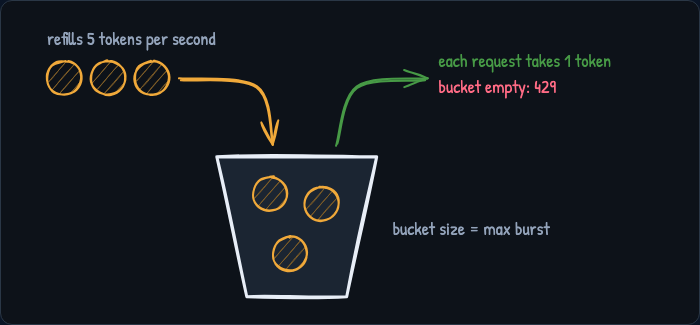 refills 5 tokens per second
each request takes 1 token
bucket empty: 429
bucket size = max burst